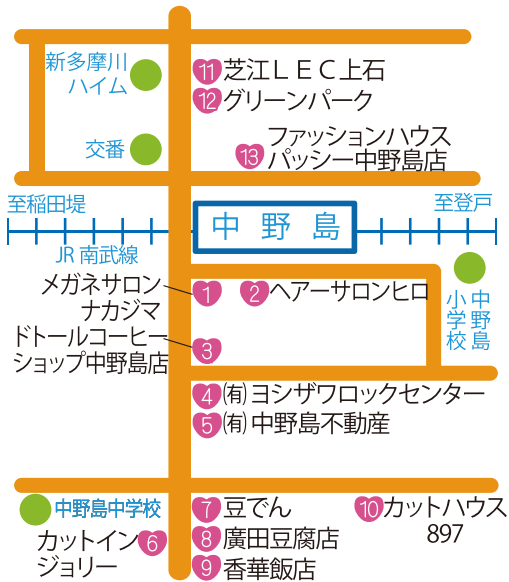 新多摩川
ハイム
11 芝江LEC上石
12 グリーンパーク
交番
13 ファッションハウス
パッシー中野島店
至稲田堤
至登戸
中野島
JR南武線
メガネサロン
ナカジマ
1
2 ヘアーサロンヒロ
中野島
小学校
ドトールコーヒー
ショップ中野島店
3
4 ㈲ヨシザワロックセンター
5 ㈲中野島不動産
中野島中学校
カットイン
ジョリー
6
7 豆でん
8 廣田豆腐店
9 香華飯店
10 カットハウス
897